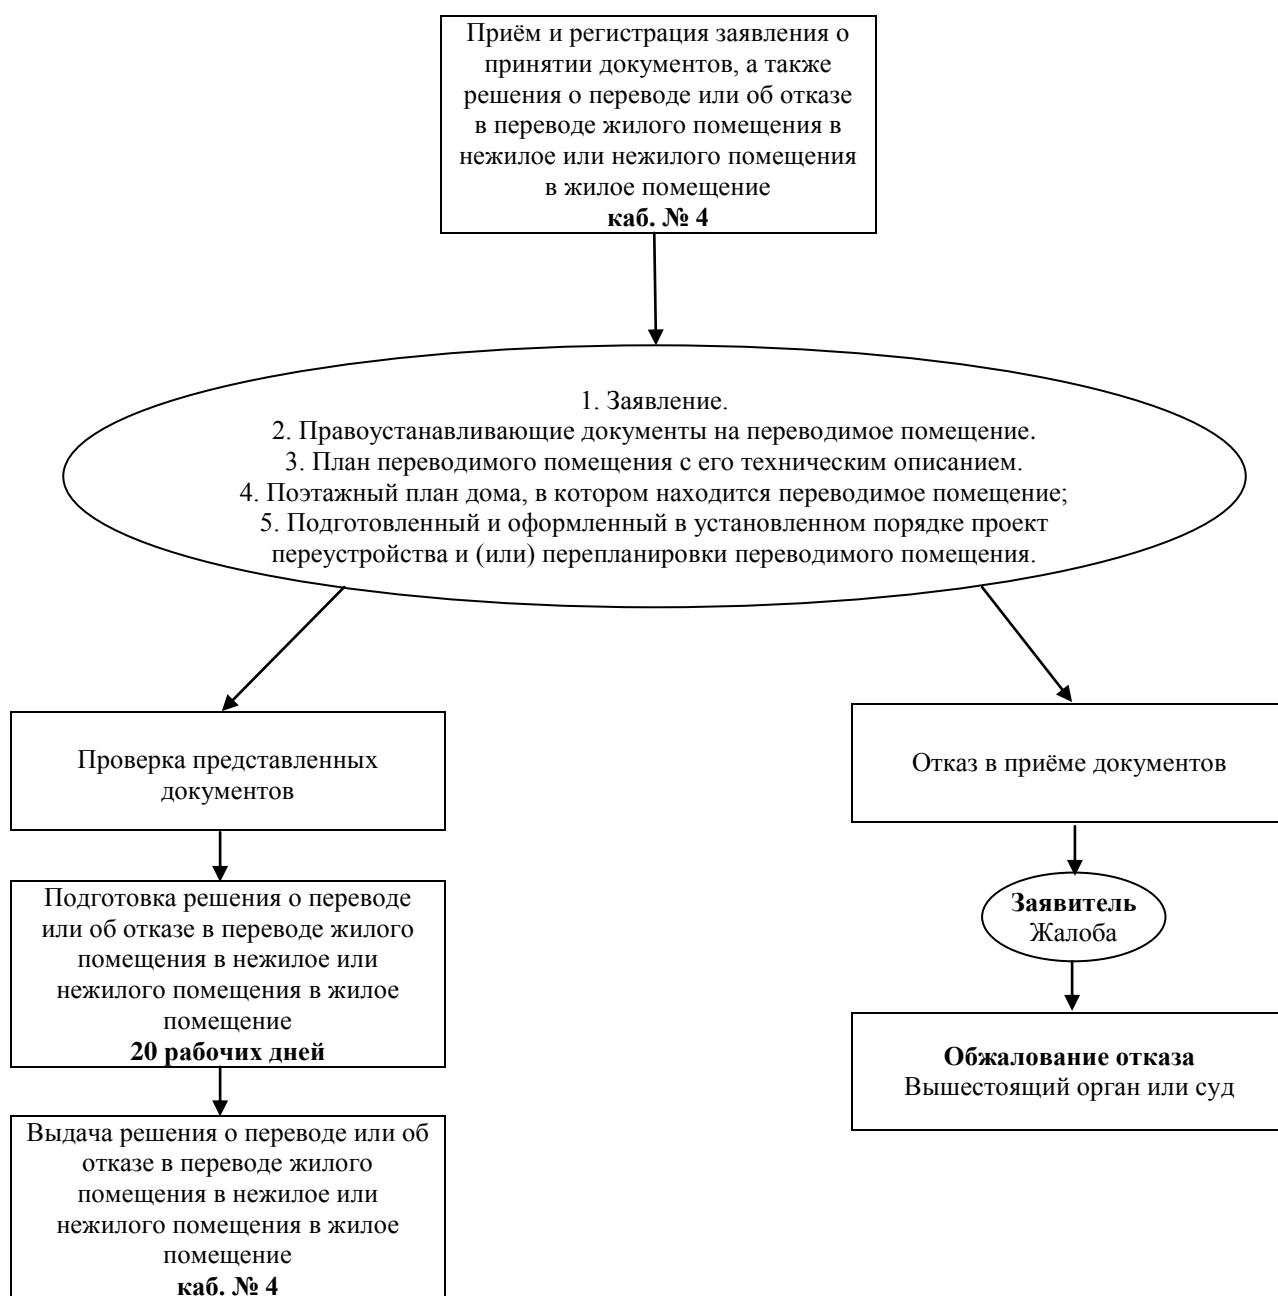 Приём и регистрация заявления о
принятии документов, а также
решения о переводе или об отказе
в переводе жилого помещения в
нежилое или нежилого помещения
в жилое помещение
каб. № 4
1. Заявление.
2. Правоустанавливающие документы на переводимое помещение.
3. План переводимого помещения с его техническим описанием.
4. Поэтажный план дома, в котором находится переводимое помещение;
5. Подготовленный и оформленный в установленном порядке проект
переустройства и (или) перепланировки переводимого помещения.
Проверка представленных
документов
Подготовка решения о переводе
или об отказе в переводе жилого
помещения в нежилое или
нежилого помещения в жилое
помещение
20 рабочих дней
Выдача решения о переводе или об
отказе в переводе жилого
помещения в нежилое или
нежилого помещения в жилое
помещение
каб. № 4
Отказ в приёме документов
Заявитель
Жалоба
Обжалование отказа
Вышестоящий орган или суд